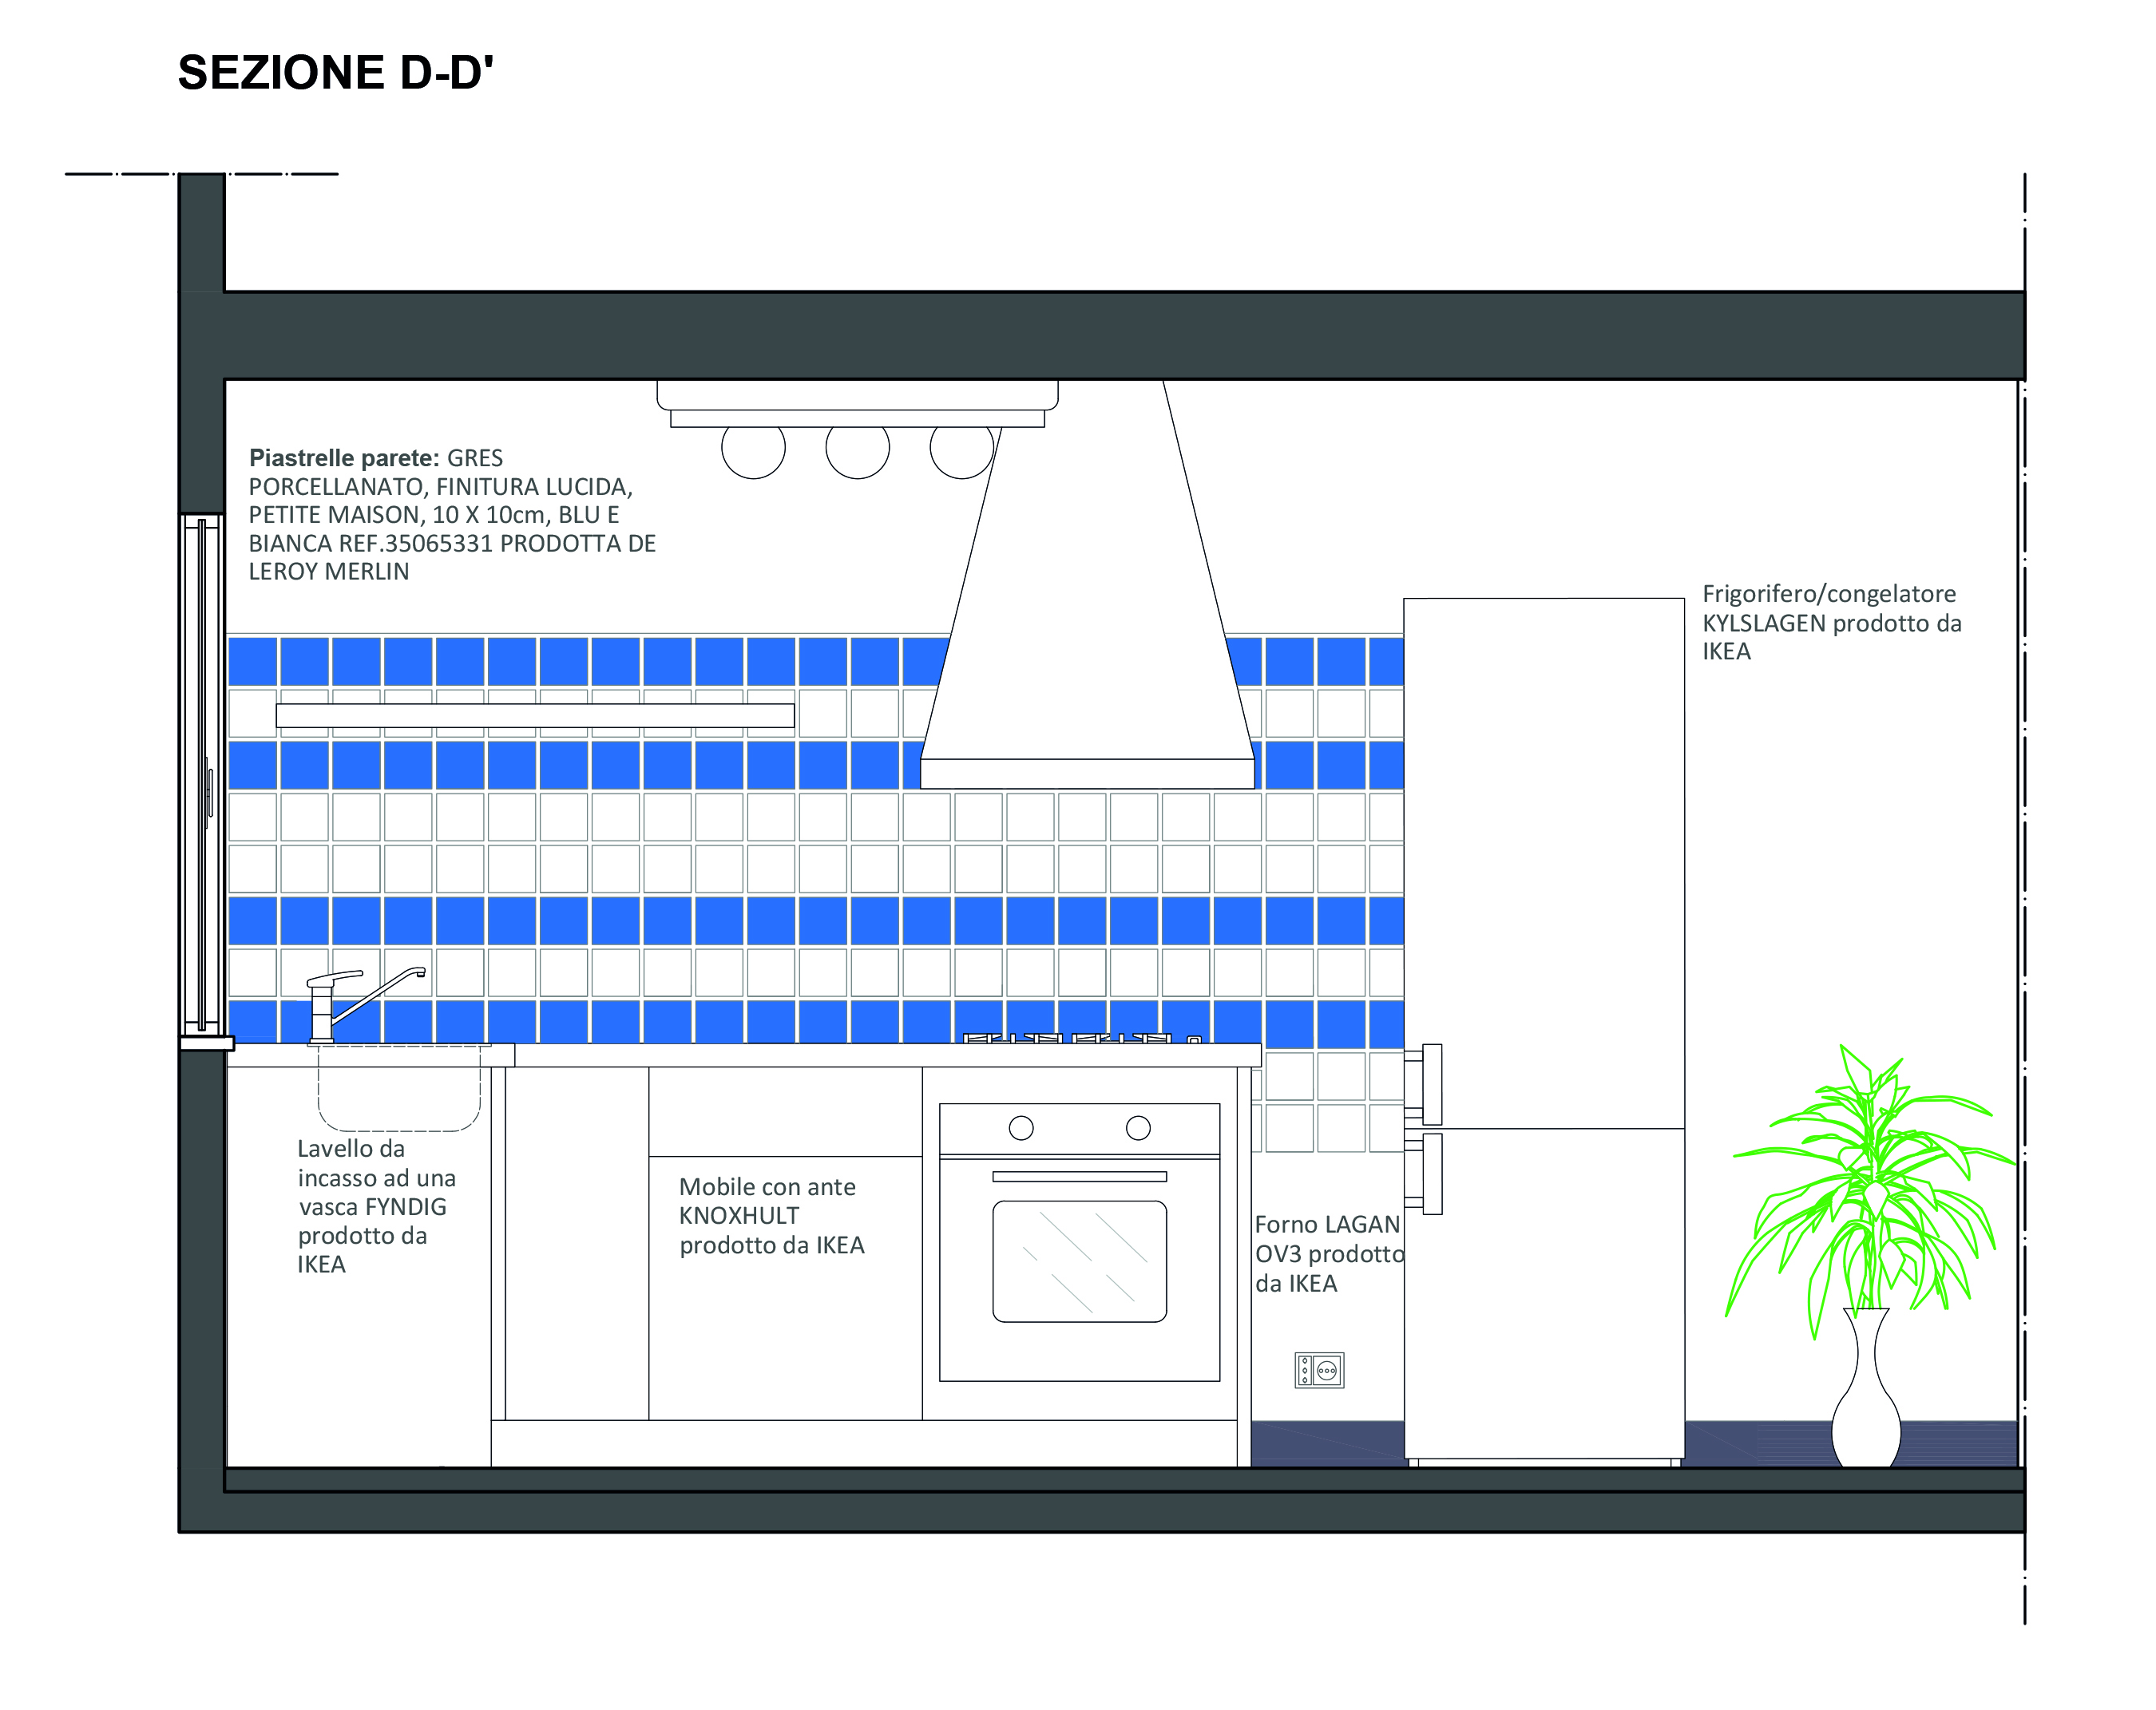 SEZIONE D-D'
Piastrelle parete: GRES
PORCELLANATO, FINITURA LUCIDA,
PETITE MAISON, 10 X 10cm, BLU E
BIANCA REF.35065331 PRODOTTA DE
LEROY MERLIN
Frigorifero/congelatore
KYLSLAGEN prodotto da
IKEA
Lavello da
incasso ad una
vasca FYNDIG
prodotto da
IKEA
Mobile con ante
KNOXHULT
prodotto da IKEA
Forno LAGAN
OV3 prodotto
da IKEA